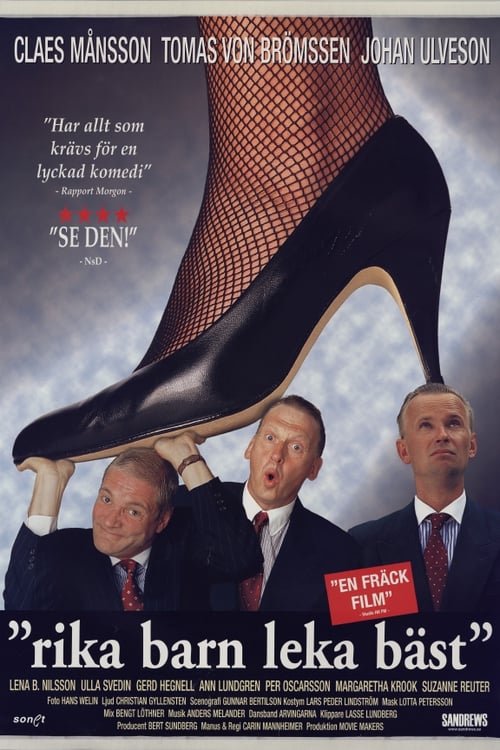 CLAES MÅNSSON TOMAS VON BRÖMSSEN JOHAN ULVESON
"Har allt som
krävs för en
lyckad komedi"
- Rapport Morgon -
"SE DEN!"
- NsD -
"EN FRÄCK
FILM"
"rika barn leka bäst"
LENA B. NILSSON ULLA SVEDIN GERD HEGNELL ANN LUNDGREN PER OSCARSSON MARGARETHA KROOK SUZANNE REUTER
Foto HANS WELIN Ljud CHRISTIAN GYLLENSTEN Scenografi GUNNAR BERTILSON Kostym LARS PEDER LINDSTRÖM Mask LOTTA PETERSSON
Mix BENGT LÖTHNER Musik ANDERS MELANDER Dansband ARVINGARNA Klippare LASSE LUNDBERG
Producent BERT SUNDBERG Manus & Regi CARIN MANNHEIMER Produktion MOVIE MAKERS
sonet
SANDREWS